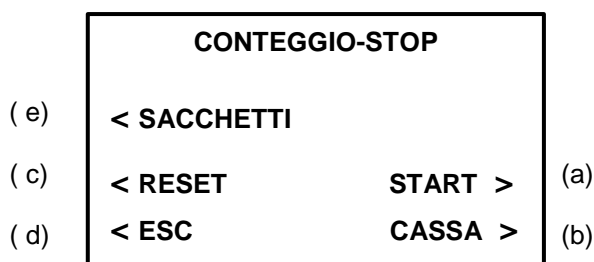 CONTEGGIO-STOP
( e) < SACCHETTI
( c) < RESET START > (a)
( d) < ESC CASSA > (b)